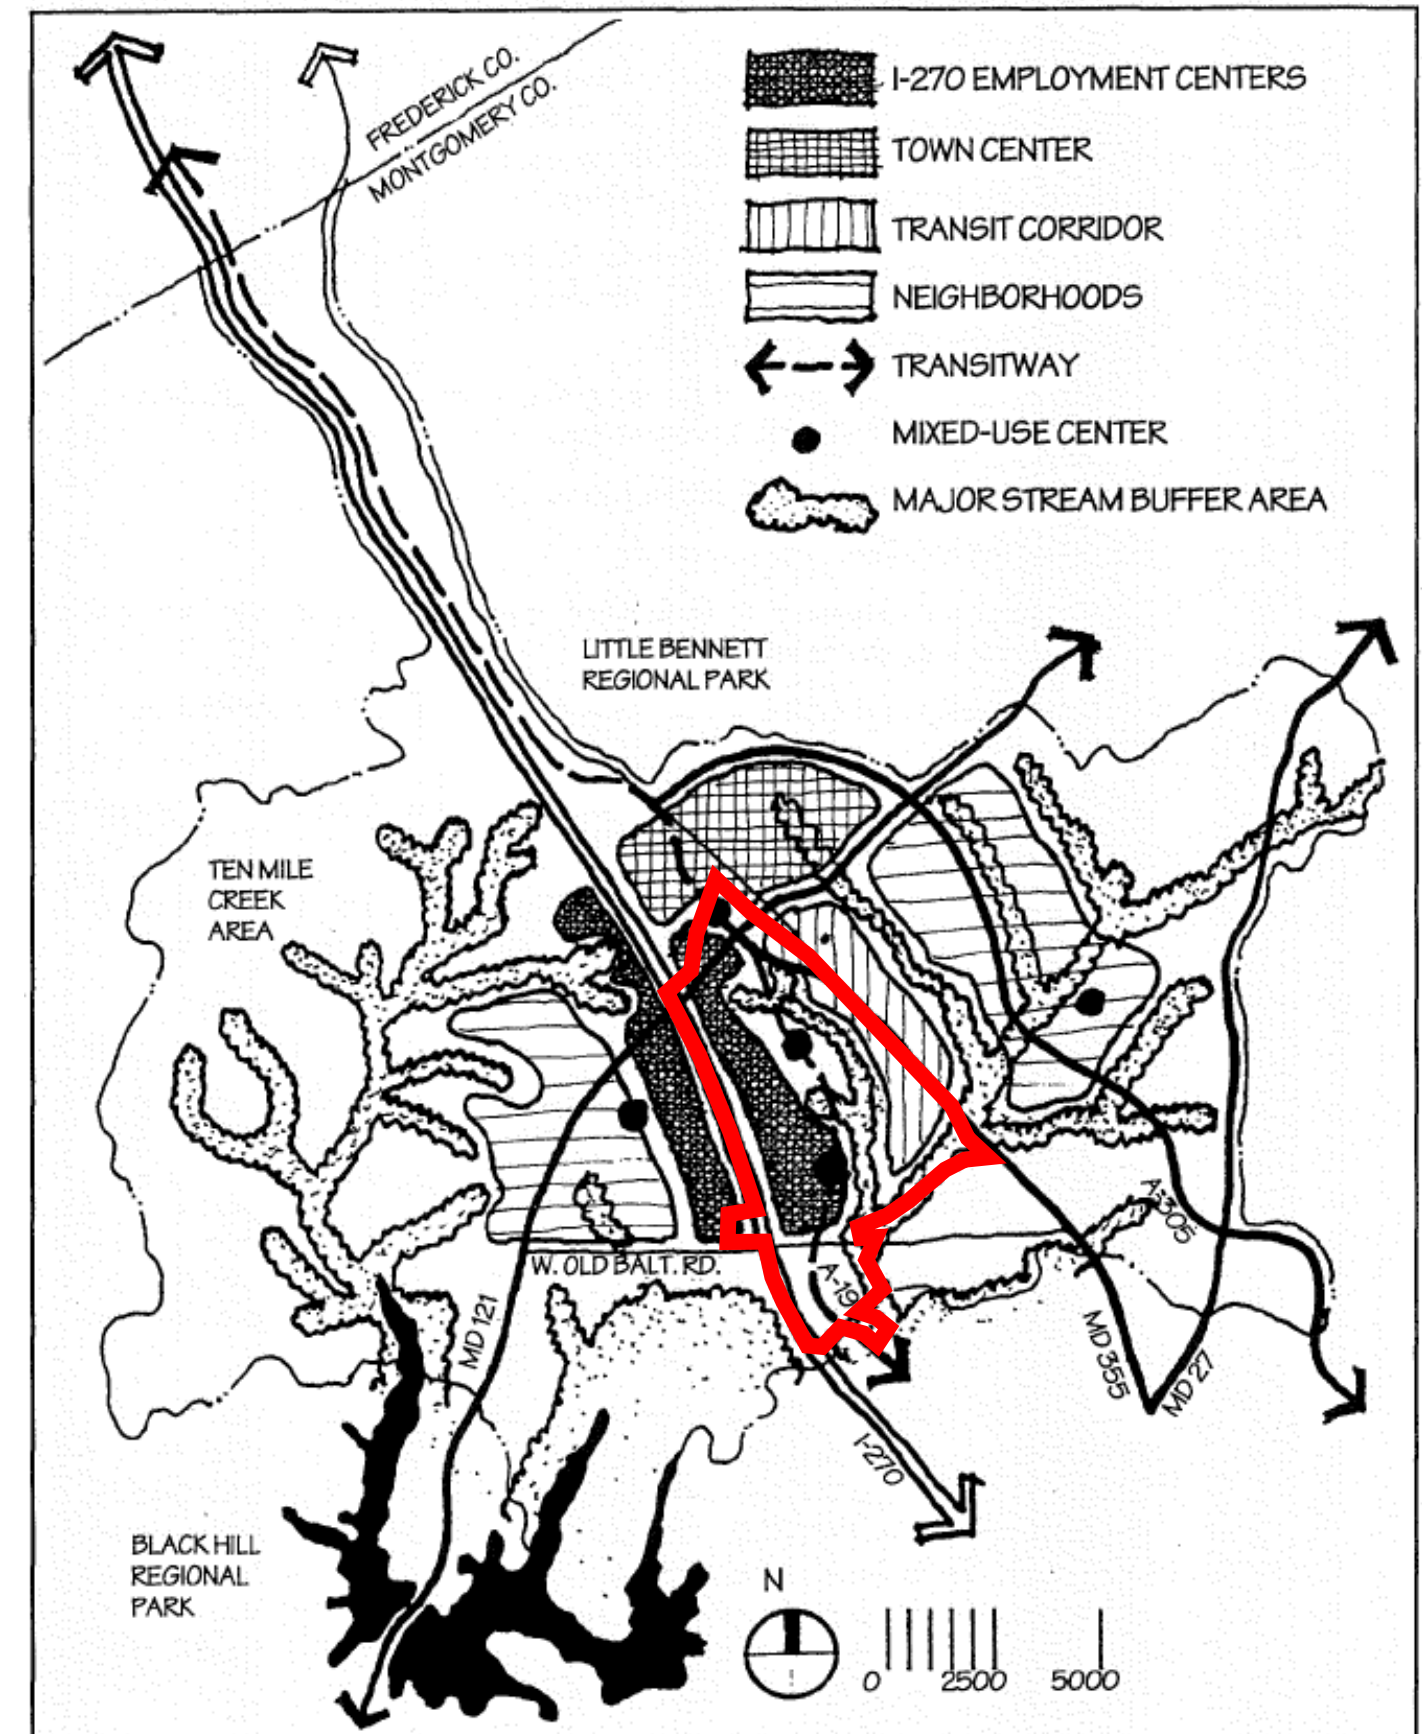 FREDERICK CO.
MONTGOMERY CO.
I-270 EMPLOYMENT CENTERS
TOWN CENTER
TRANSIT CORRIDOR
NEIGHBORHOODS
TRANSITWAY
MIXED-USE CENTER
MAJOR STREAM BUFFER AREA
LITTLE BENNETT
REGIONAL PARK
TEN MILE
CREEK
AREA
W. OLD BALT. RD.
A-19
A-305
MD 121
MD 355
MD 27
I-270
BLACK HILL
REGIONAL
PARK
N
0 2500 5000